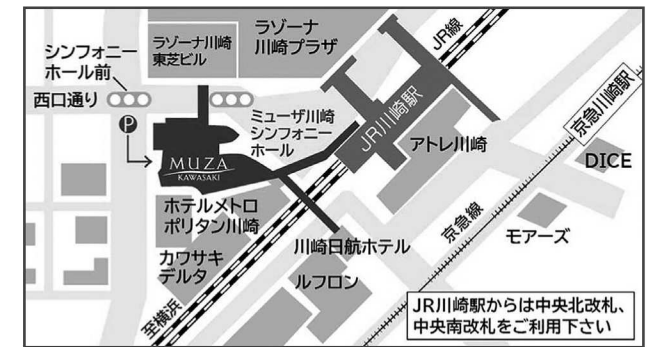 ラゾーナ
川崎プラザ
ラゾーナ川崎
東芝ビル
JR線
シンフォニー
ホール前
西口通り
P
ミューザ川崎
シンフォニー
ホール
JR川崎駅
京急川崎駅
アトレ川崎
DICE
MUZA
KAWASAKI
ホテルメトロ
ポリタン川崎
京急線
モアーズ
川崎日航ホテル
カワサキ
デルタ
ルフロン
至横浜
JR川崎駅からは中央北改札、
中央南改札をご利用下さい